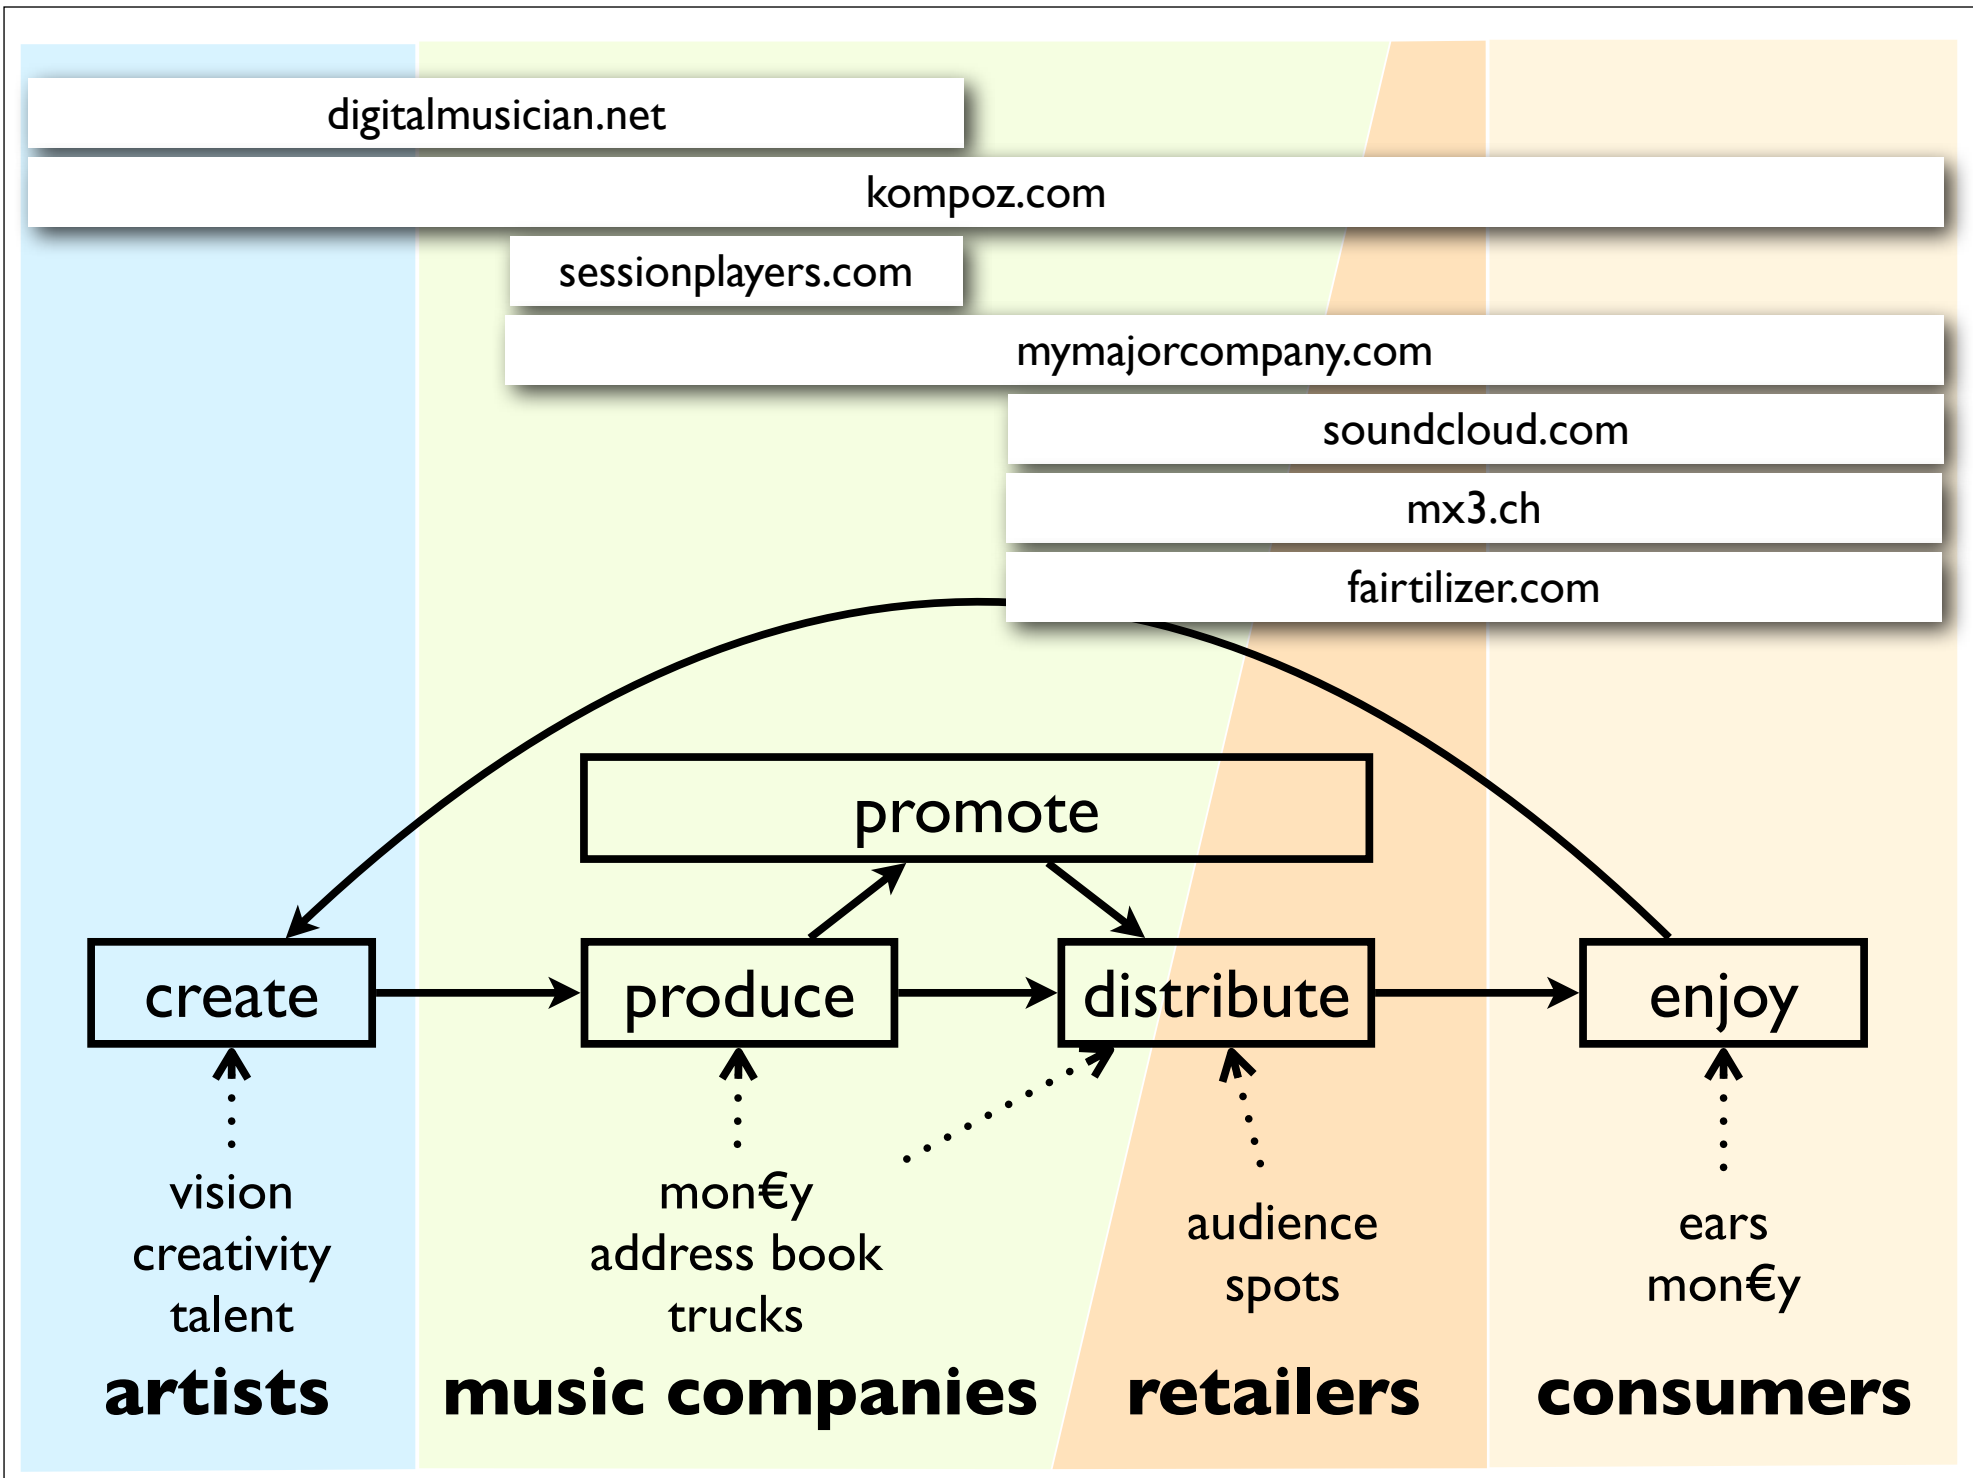 digitalmusician.net
kompoz.com
sessionplayers.com
mymajorcompany.com
soundcloud.com
mx3.ch
fairtilizer.com
promote
create
produce
distribute
enjoy
vision
creativity
talent
mon€y
address book
trucks
audience
spots
ears
mon€y
artists
music companies
retailers
consumers